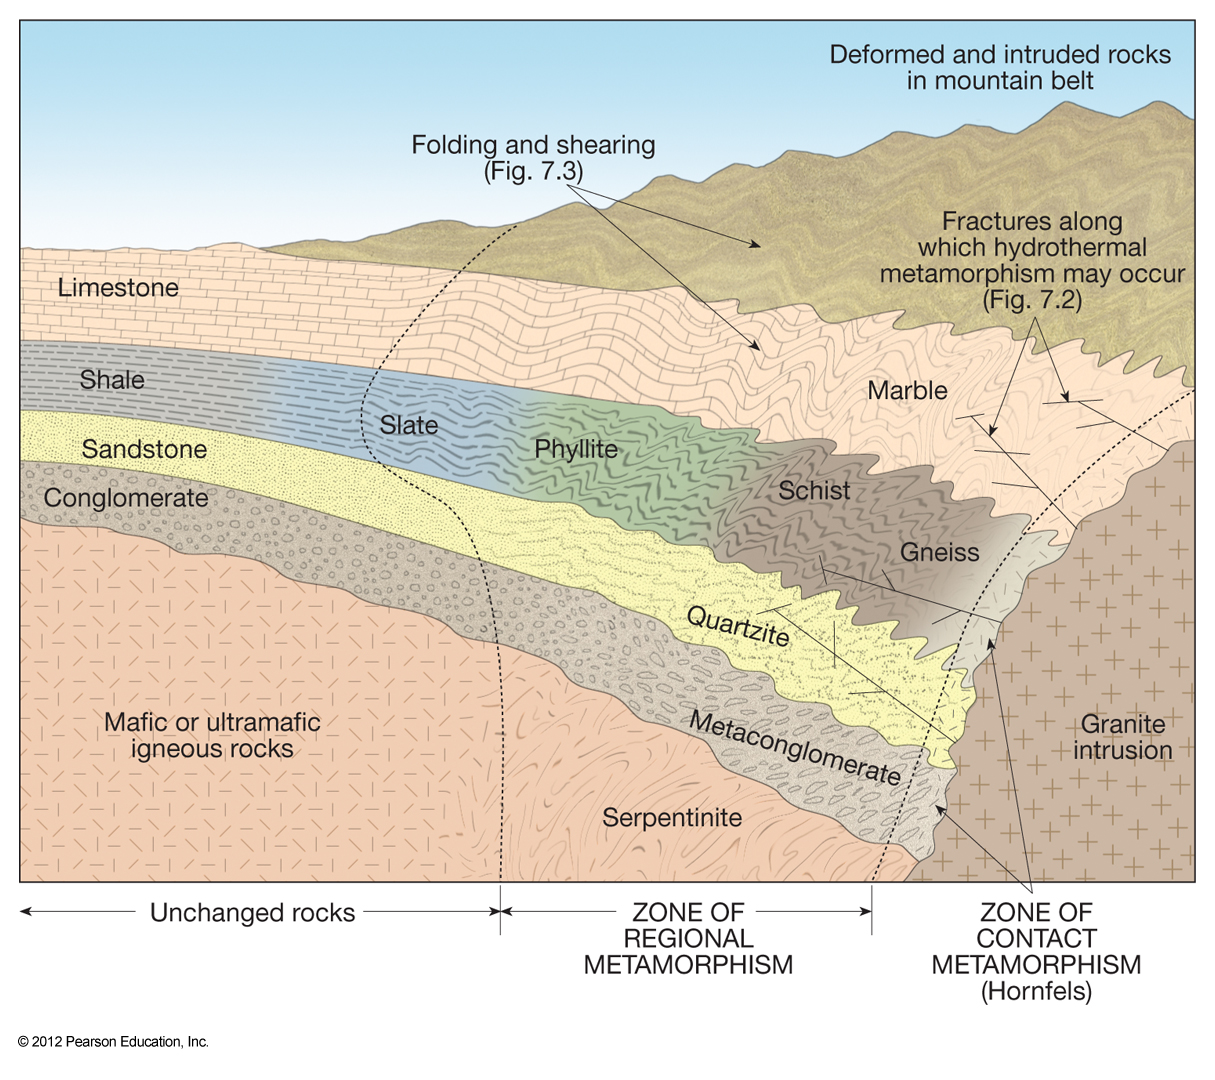 Deformed and intruded rocks
in mountain belt
Folding and shearing
(Fig. 7.3)
Fractures along
which hydrothermal
metamorphism may occur
(Fig. 7.2)
Limestone
Shale
Slate
Marble
Sandstone
Phyllite
Conglomerate
Schist
Gneiss
Quartzite
Mafic or ultramafic
igneous rocks
Metaconglomerate
Granite
intrusion
Serpentinite
Unchanged rocks
ZONE OF
REGIONAL
METAMORPHISM
ZONE OF
CONTACT
METAMORPHISM
(Hornfels)
© 2012 Pearson Education, Inc.